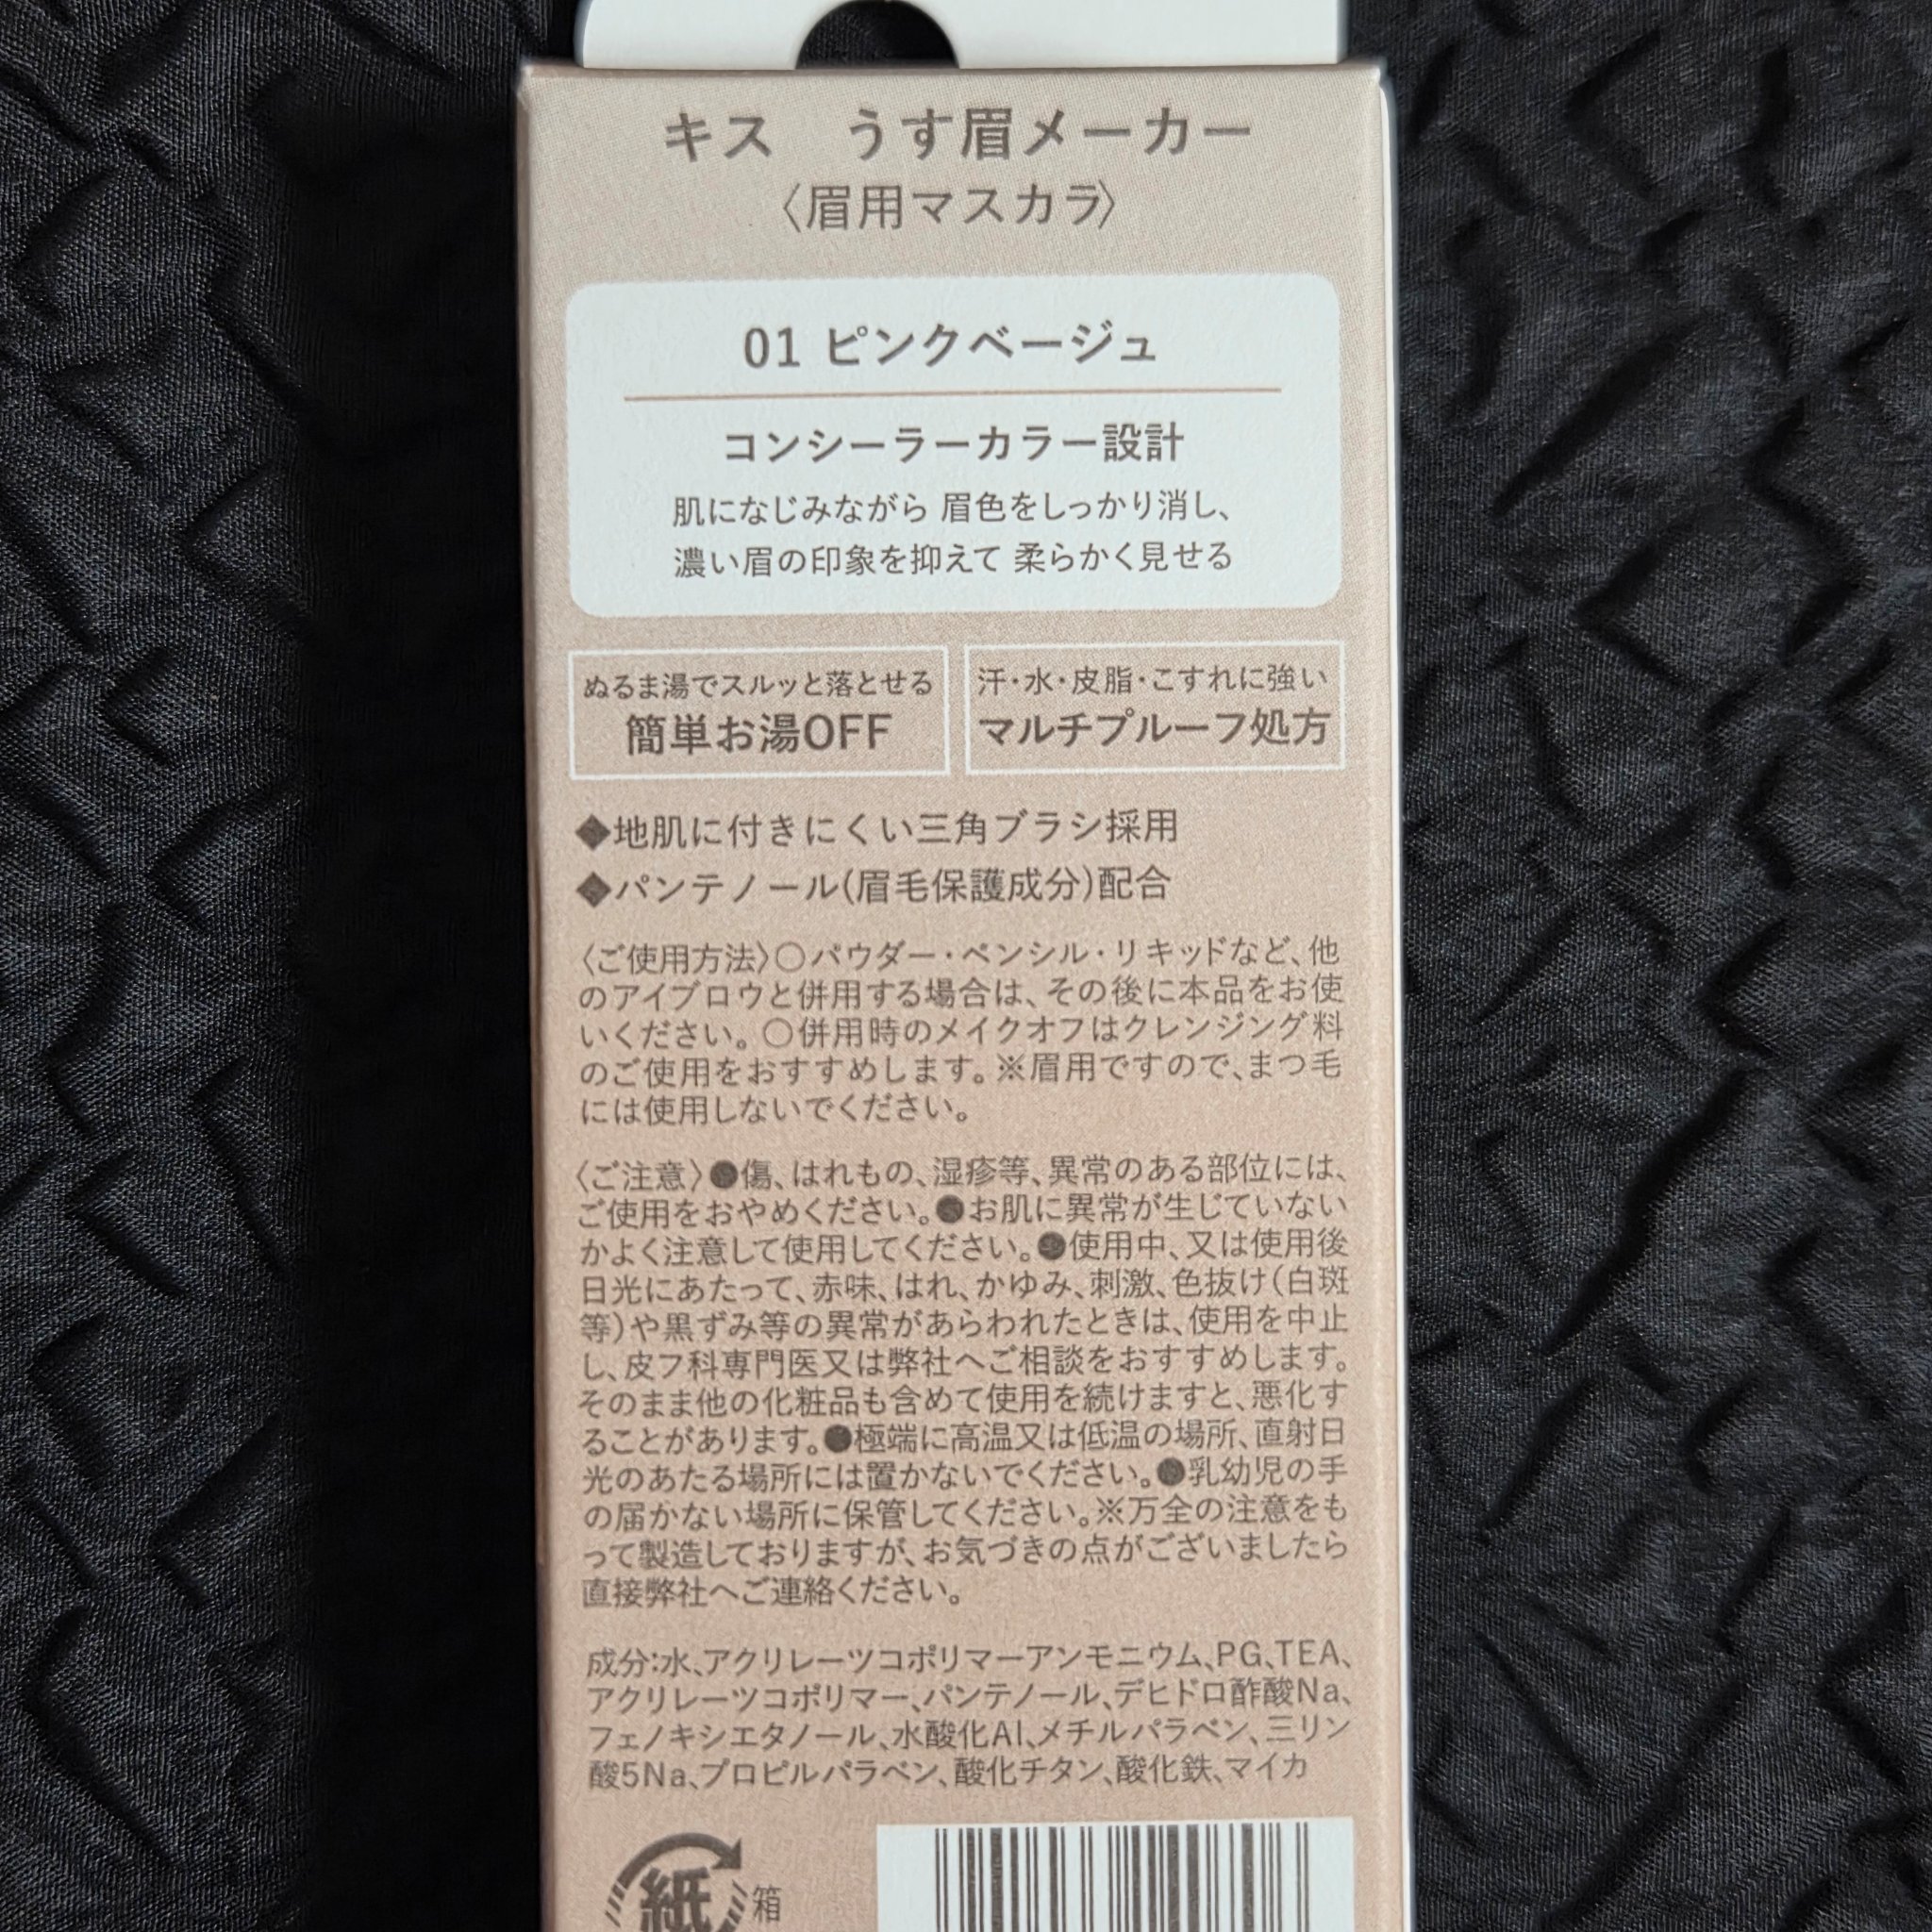 キス　うす眉メーカー
〈眉用マスカラ〉
01 ピンクベージュ
コンシーラーカラー設計
肌になじみながら 眉色をしっかり消し、
濃い眉の印象を抑えて 柔らかく見せる
ぬるま湯でスルッと落とせる
簡単お湯OFF
汗・水・皮脂・こすれに強い
マルチプルーフ処方
◆地肌に付きにくい三角ブラシ採用
◆パンテノール(眉毛保護成分)配合
〈ご使用方法〉○パウダー・ペンシル・リキッドなど、他
のアイブロウと併用する場合は、その後に本品をお使
いください。○併用時のメイクオフはクレンジング料
のご使用をおすすめします。※眉用ですので、まつ毛
には使用しないでください。
〈ご注意〉●傷、はれもの、湿疹等、異常のある部位には、
ご使用をおやめください。●お肌に異常が生じていない
かよく注意して使用してください。●使用中、又は使用後
日光にあたって、赤味、はれ、かゆみ、刺激、色抜け(白斑
等)や黒ずみ等の異常があらわれたときは、使用を中止
し、皮フ科専門医又は弊社へご相談をおすすめします。
そのまま他の化粧品も含めて使用を続けますと、悪化す
ることがあります。●極端に高温又は低温の場所、直射日
光のあたる場所には置かないでください。●乳幼児の手
の届かない場所に保管してください。※万全の注意をも
って製造しておりますが、お気づきの点がございましたら
直接弊社へご連絡ください。
成分:水、アクリレーツコポリマーアンモニウム、PG、TEA、
アクリレーツコポリマー、パンテノール、デヒドロ酢酸Na、
フェノキシエタノール、水酸化Al、メチルパラベン、三リン
酸5Na、プロピルパラベン、酸化チタン、酸化鉄、マイカ
紙 箱